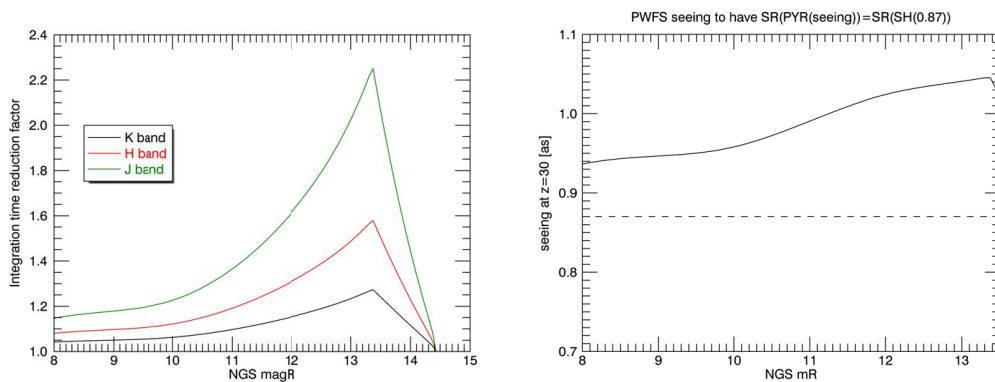 2.4
2.2
2.0
1.8
1.6
1.4
1.2
1.0
Integration time reduction factor
K band
H band
J band
8 9 10 11 12 13 14 15
NGS magR
PWFS seeing to have SR(PYR(seeing))=SR(SH(0.87))
1.1
1.0
0.9
0.8
0.7
seeing at z=30 [as]
8 9 10 11 12 13
NGS mR